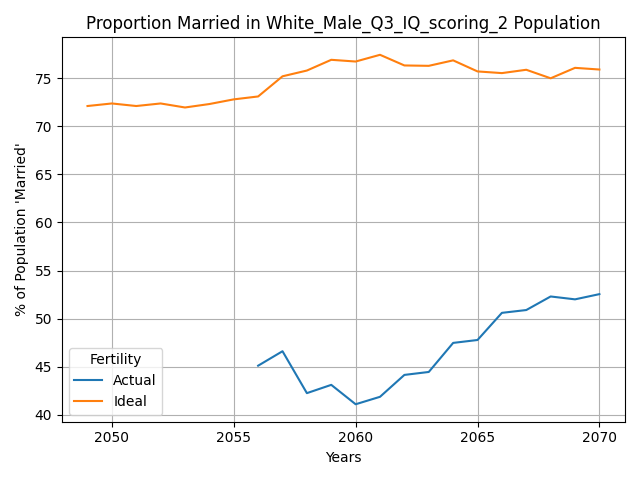 Proportion Married in White_Male_Q3_IQ_scoring_2 Population
% of Population 'Married'
75
70
65
60
55
50
45
40
Fertility
Actual
Ideal
2050 2055 2060 2065 2070
Years